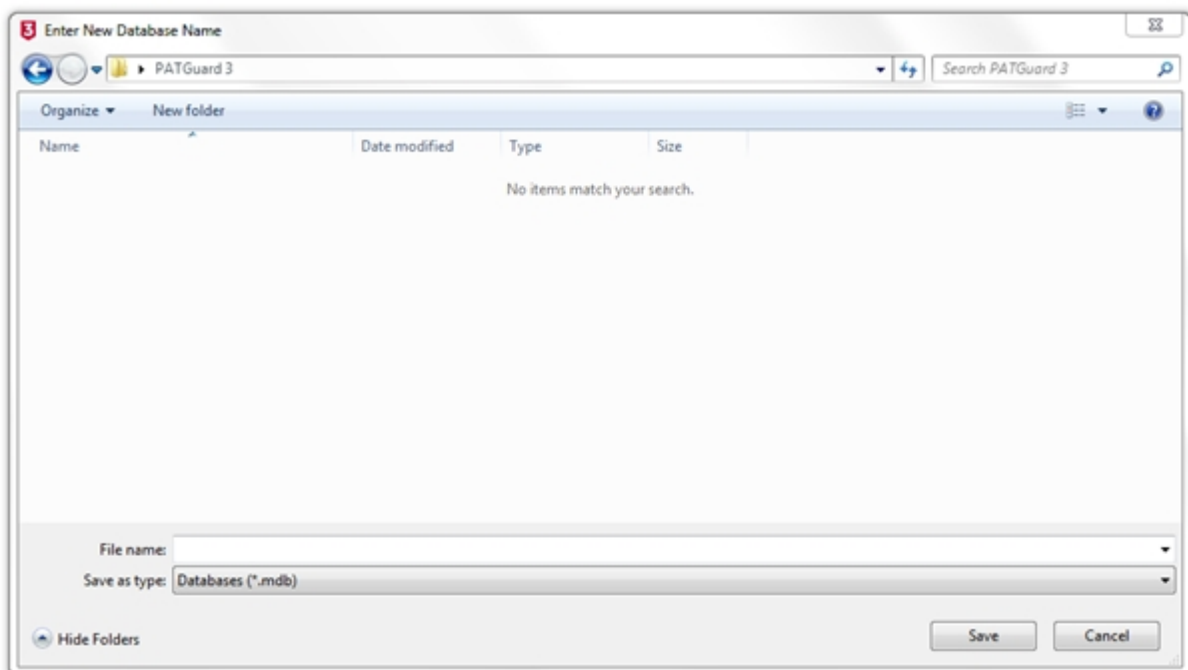 3 Enter New Database Name
PATGuard 3 Search PATGuard 3
Organize New folder ?
Name Date modified Type Size
No items match your search.
File name:
Save as type: Databases (*.mdb)
Hide Folders Save Cancel